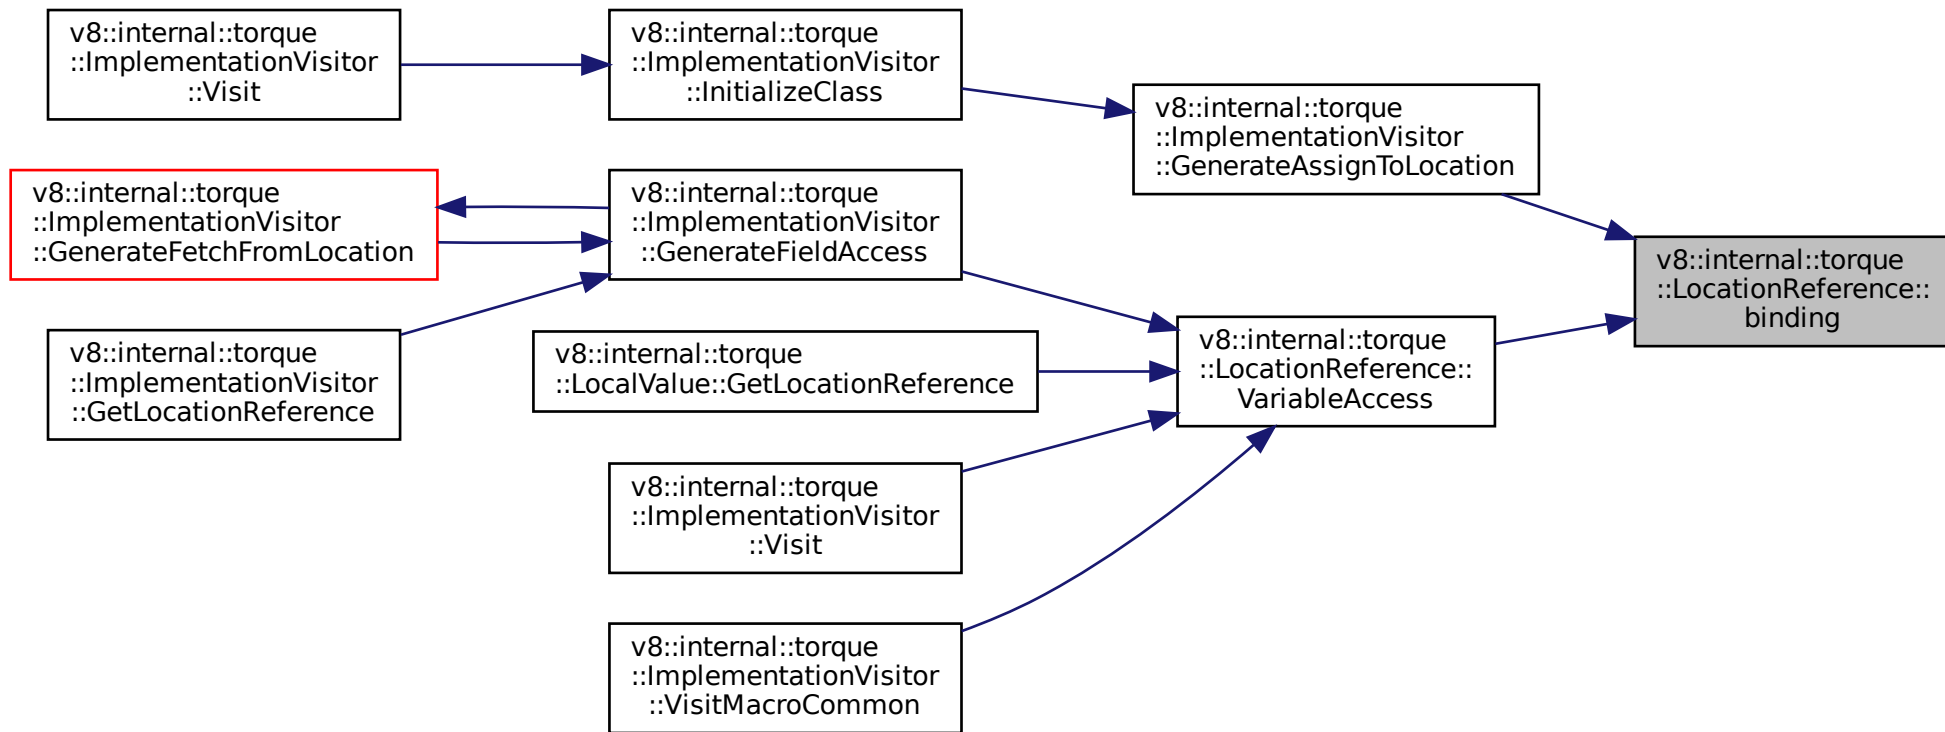 v8::internal::torque
::ImplementationVisitor
::Visit
v8::internal::torque
::ImplementationVisitor
::InitializeClass
v8::internal::torque
::ImplementationVisitor
::GenerateAssignToLocation
v8::internal::torque
::ImplementationVisitor
::GenerateFetchFromLocation
v8::internal::torque
::ImplementationVisitor
::GenerateFieldAccess
v8::internal::torque
::LocationReference::
binding
v8::internal::torque
::ImplementationVisitor
::GetLocationReference
v8::internal::torque
::LocalValue::GetLocationReference
v8::internal::torque
::LocationReference::
VariableAccess
v8::internal::torque
::ImplementationVisitor
::Visit
v8::internal::torque
::ImplementationVisitor
::VisitMacroCommon